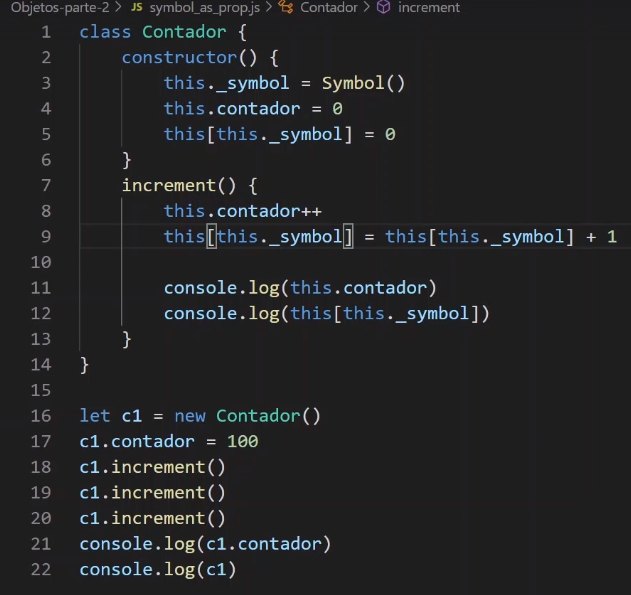 Objetos-parte-2 > JS symbol_as_prop.js > Contador > increment
1 class Contador {
2 constructor() {
3 this._symbol = Symbol()
4 this.contador = 0
5 this[this._symbol] = 0
6 }
7 increment() {
8 this.contador++
9 this[this._symbol] = this[this._symbol] + 1
10
11 console.log(this.contador)
12 console.log(this[this._symbol])
13 }
14 }
15
16 let c1 = new Contador()
17 c1.contador = 100
18 c1.increment()
19 c1.increment()
20 c1.increment()
21 console.log(c1.contador)
22 console.log(c1)